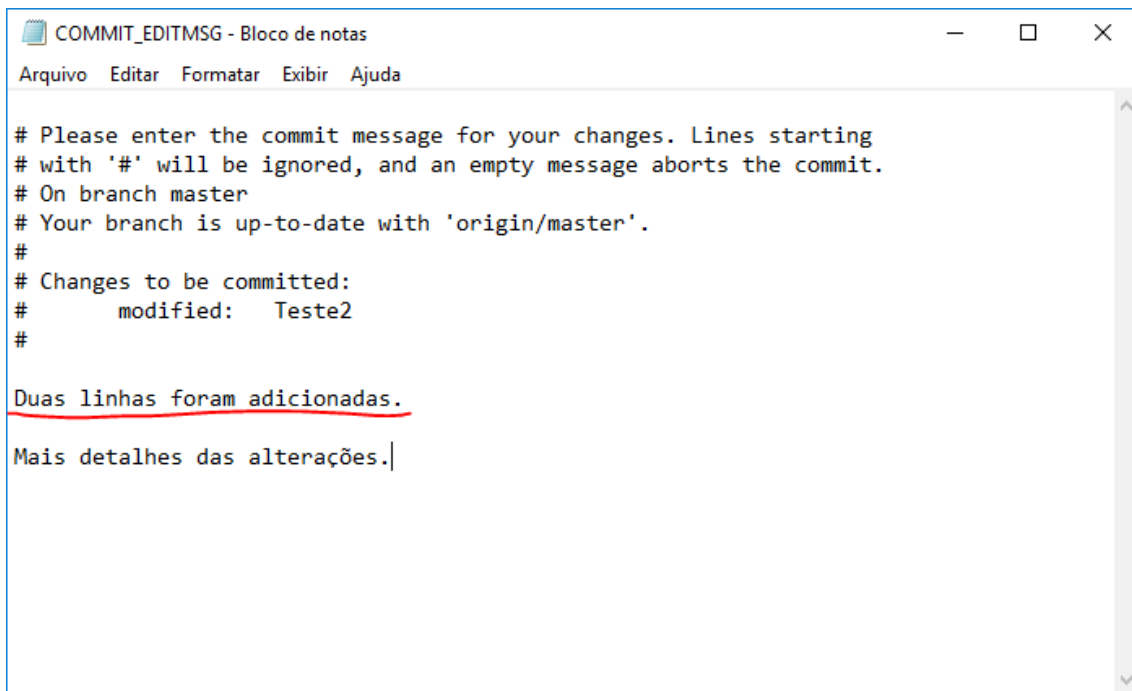 COMMIT_EDITMSG - Bloco de notas
Arquivo Editar Formatar Exibir Ajuda
# Please enter the commit message for your changes. Lines starting
# with '#' will be ignored, and an empty message aborts the commit.
# On branch master
# Your branch is up-to-date with 'origin/master'.
#
# Changes to be committed:
#       modified:   Teste2
#
Duas linhas foram adicionadas.
Mais detalhes das alterações.